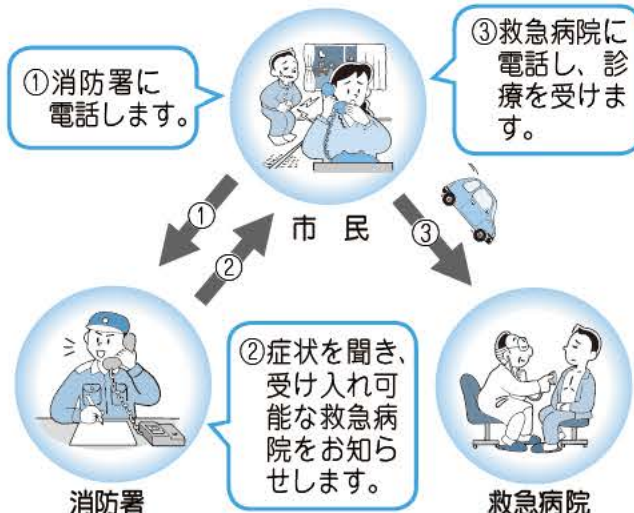 ①消防署に
電話します。
③救急病院に
電話し、診
療を受けま
す。
市 民
①
②
③
②症状を聞き、
受け入れ可
能な救急病
院をお知ら
せします。
消防署
救急病院